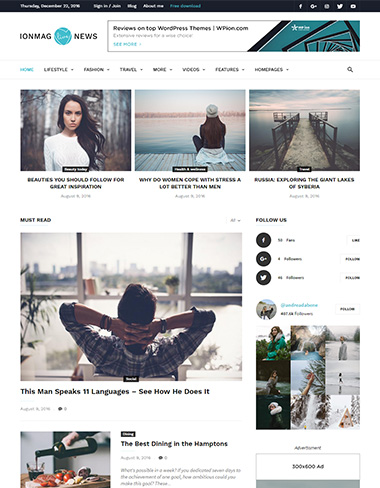 Thursday, December 22, 2016 Sign in / Join Blog About me Free download
IONMAG live NEWS
Reviews on top WordPress Themes | WPion.com
Extensive reviews for a wise choice!
SEE MORE >
HOME LIFESTYLE FASHION TRAVEL MORE VIDEOS FEATURES HOMEPAGES
Beauty today
BEAUTIES YOU SHOULD FOLLOW FOR
GREAT INSPIRATION
August 8, 2016
Health & wellness
WHY DO WOMEN COPE WITH STRESS A
LOT BETTER THAN MEN
August 8, 2016
Travel
RUSSIA: EXPLORING THE GIANT LAKES
OF SYBERIA
August 8, 2016
MUST READ
All
Social
This Man Speaks 11 Languages – See How He Does It
August 8, 2016 0
Dining
The Best Dining in the Hamptons
August 8, 2016 0
What's possible in a week? If you dedicated seven days to
the achievement of one goal, how ambitious could you
make this goal? These...
FOLLOW US
Fans LIKE
Followers FOLLOW
Followers FOLLOW
Followers
FOLLOW
Advertisment
300x600 Ad